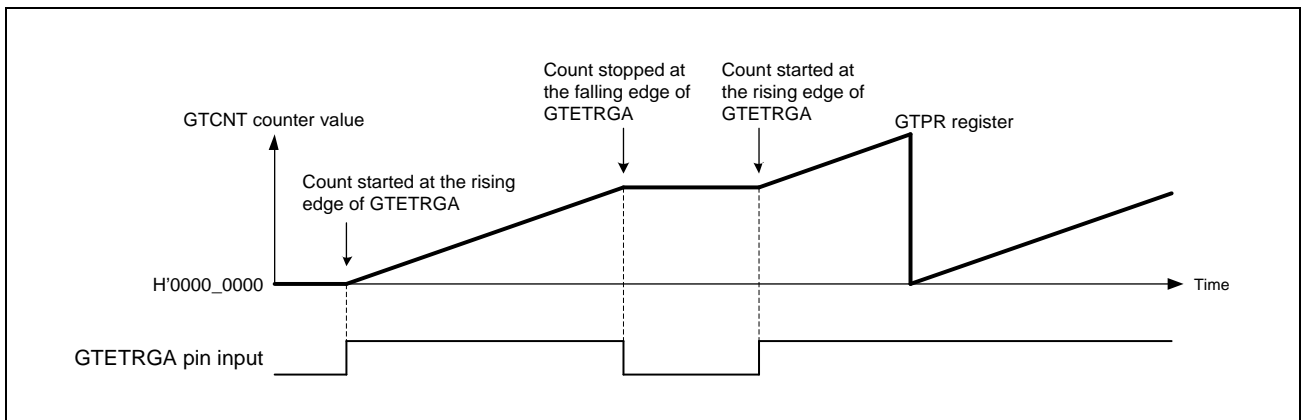 Count stopped at
the falling edge of
GTETRGA
Count started at
the rising edge of
GTETRGA
GTCNT counter value
GTPR register
Count started at the rising
edge of GTETRGA
H'0000_0000
Time
GTETRGA pin input